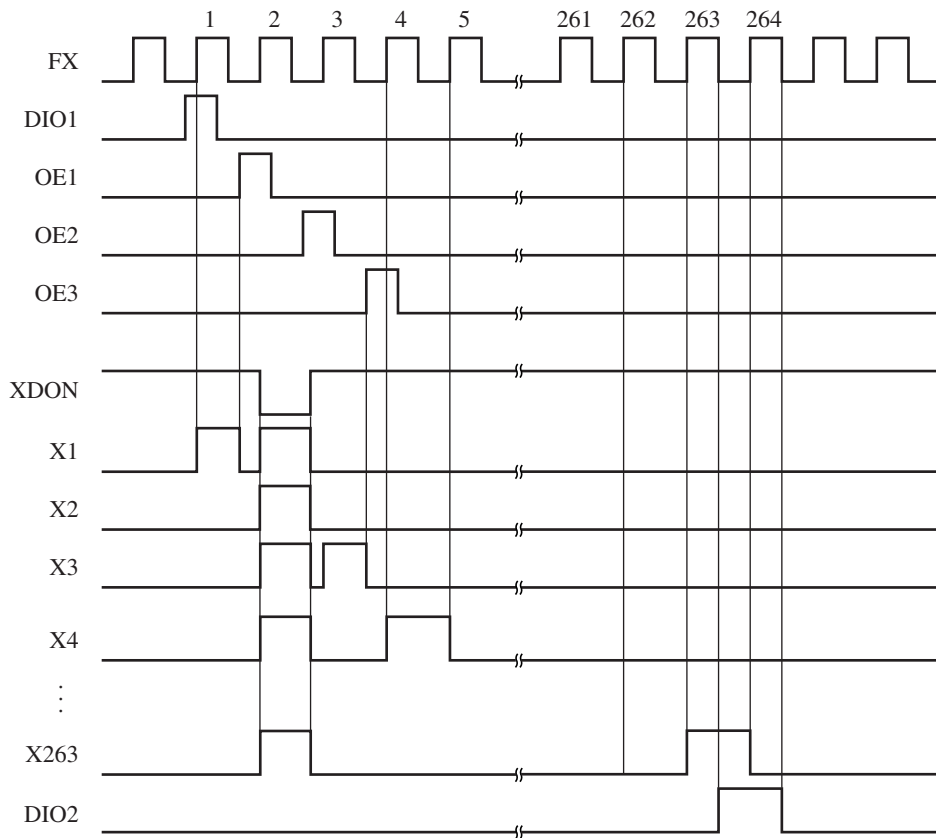 1 2 3 4 5 261 262 263 264
FX
DIO1
OE1
OE2
OE3
XDON
X1
X2
X3
X4
⋮
X263
DIO2